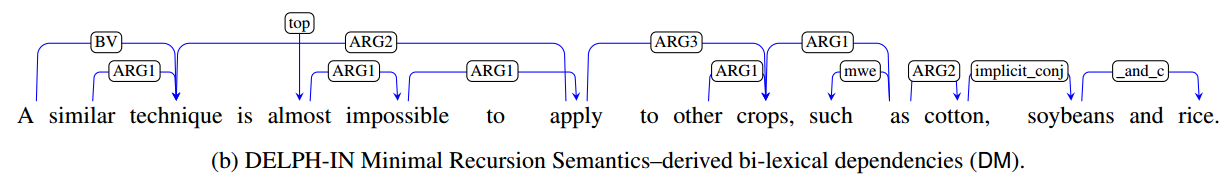 top
BV ARG2 ARG3 ARG1
ARG1 ARG1 ARG1 ARG1 mwe ARG2 implicit_conj _and_c
A similar technique is almost impossible to apply to other crops, such as cotton, soybeans and rice.
(b) DELPH-IN Minimal Recursion Semantics–derived bi-lexical dependencies (DM).